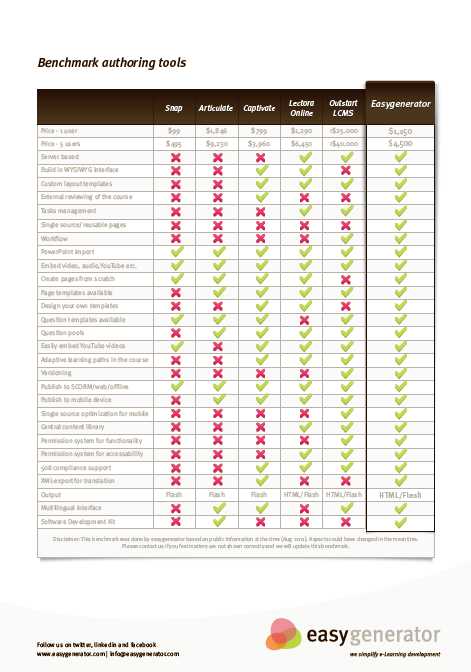 Benchmark authoring tools
Snap Articulate Captivate Lectora Online Outstart LCMS Easygenerator
Price - 1 user $99 $1,846 $799 $1,290 $1,150
Price - 5 users $495 $9,230 $3,960 $6,450 $4,500
Server based
Build in WYSIWYG interface
Custom layout templates
External reviewing of the course
Tasks management
Single source/ reusable pages
Workflow
PowerPoint import
Embed video, audio, YouTube etc.
Create pages from scratch
Page templates available
Design your own templates
Question templates available
Question pools
Easily embed YouTube videos
Adaptive learning paths in the course
Versioning
Publish to SCORM/web/offline
Publish to mobile device
Single source optimization for mobile
Central content library
Permission system for functionality
Permission system for accessability
508 compliance support
XML export for translation
Output Flash Flash Flash HTML/ Flash HTML/Flash HTML/Flash
Multilingual interface
Software Development Kit
Disclaimer: This benchmark was done by easygenerator based on public information at the time (Aug. 2011). Aspects could have changed in the meantime.
Please contact us if you feel matters are not shown correctly and we will update this benchmark.
Follow us on twitter, linkedin and facebook
www.easygenerator.com | info@easygenerator.com
easygenerator
we simplify e-Learning development